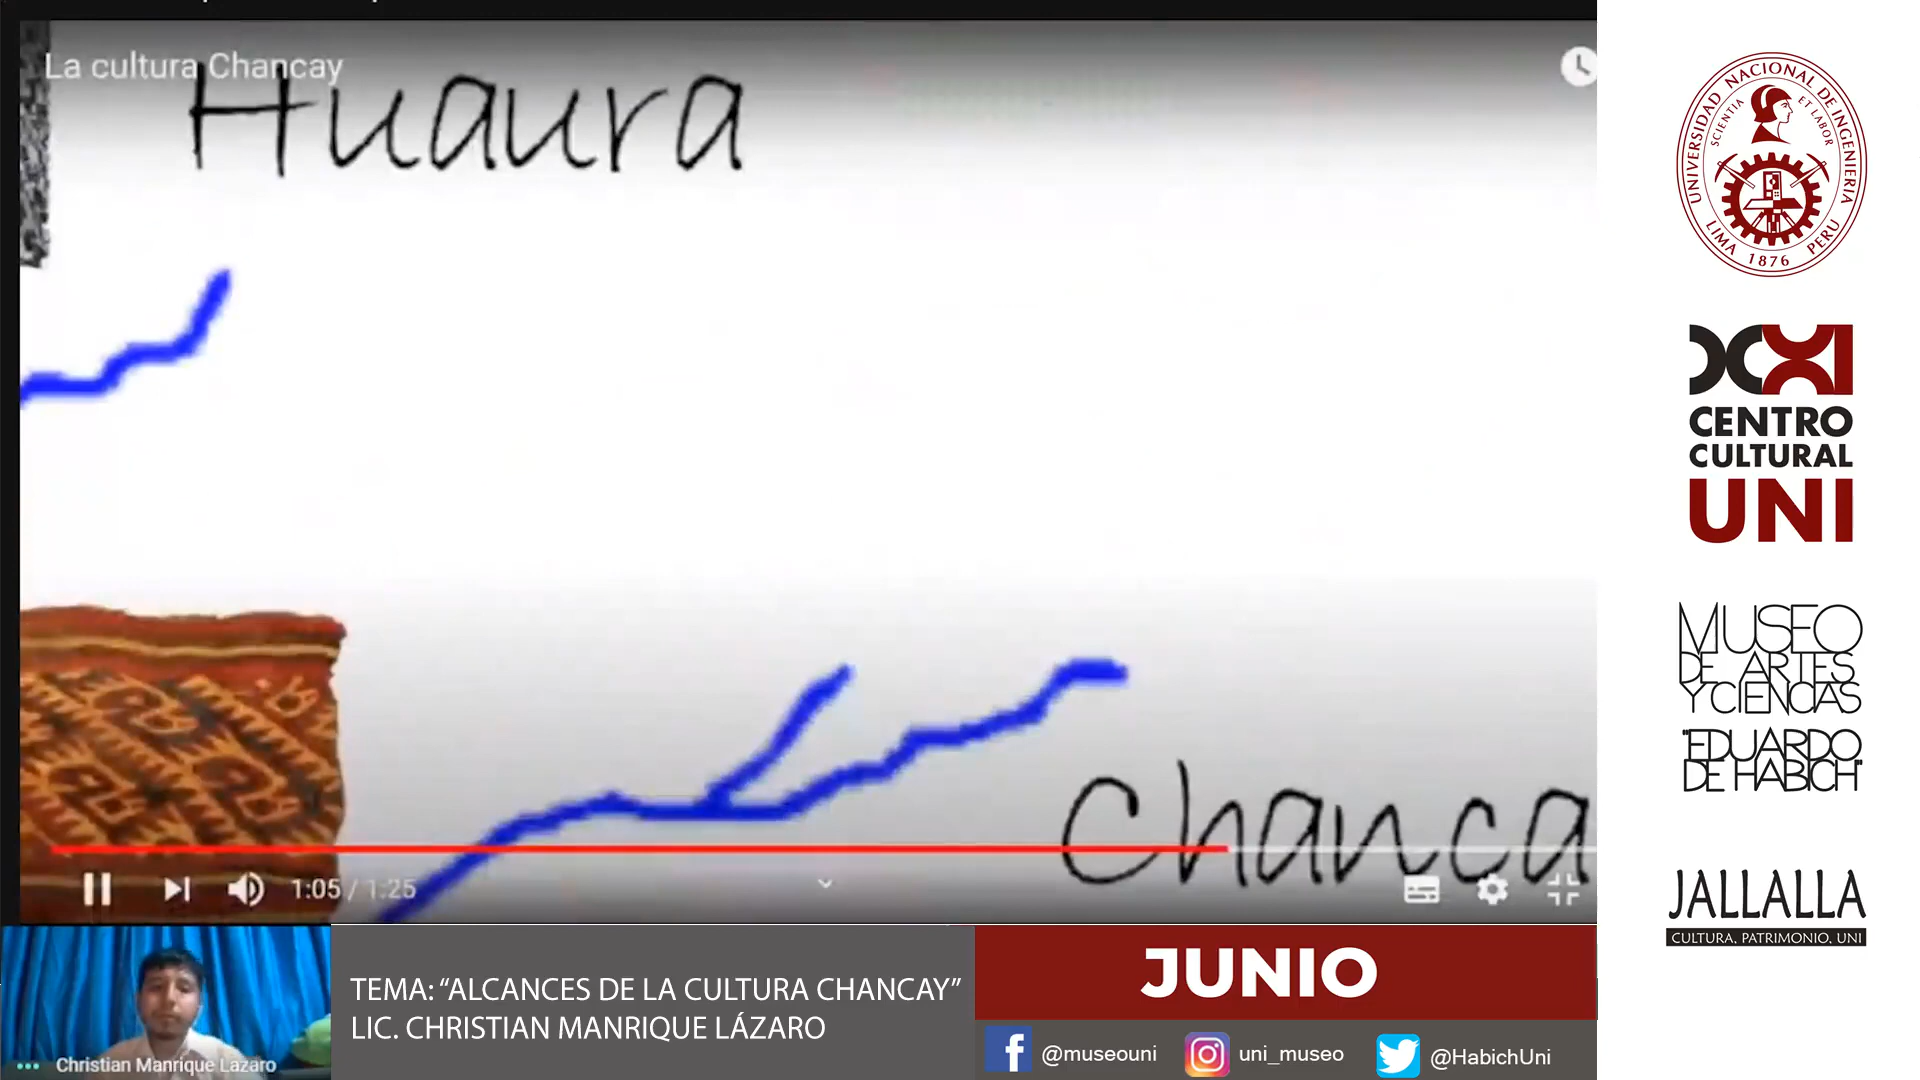 La cultura Chancay
Huaura
Chanca
1:05 / 1:25
Christian Manrique Lázaro
TEMA: “ALCANCES DE LA CULTURA CHANCAY”
LIC. CHRISTIAN MANRIQUE LÁZARO
JUNIO
@museouni
uni_museo
@HabichUni
UNIVERSIDAD NACIONAL DE INGENIERIA
SCIENTIA ET LABOR
LIMA 1876 PERU
XXI
CENTRO
CULTURAL
UNI
MUSEO
DE ARTES
Y CIENCIAS
"EDUARDO
DE HABICH"
JALLALLA
CULTURA, PATRIMONIO, UNI